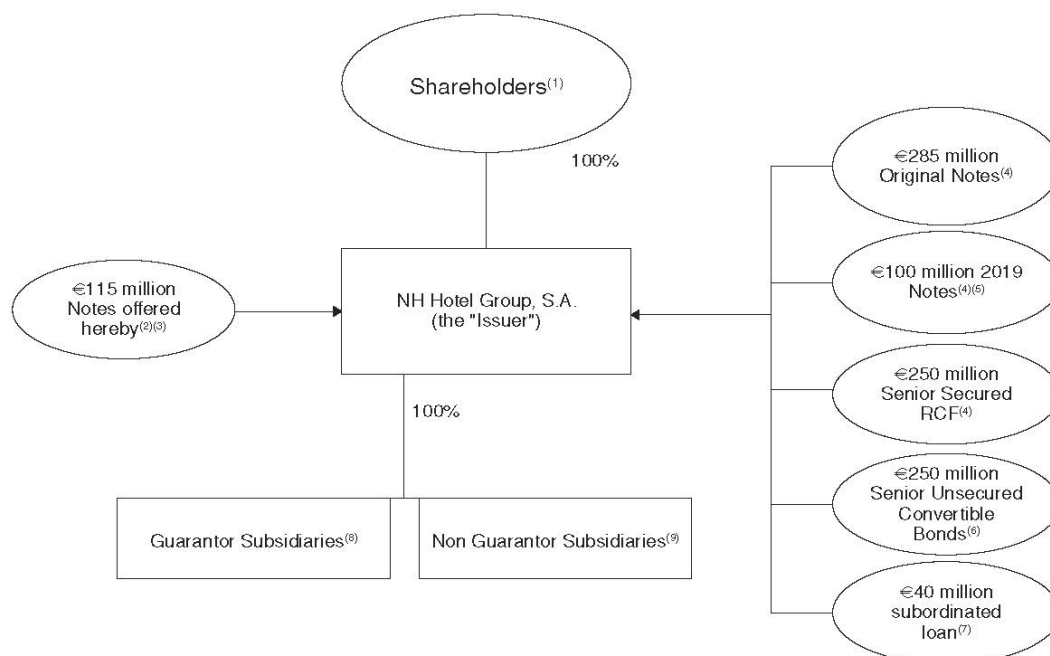 Shareholders(1)
100%
€285 million
Original Notes(4)
€100 million 2019
Notes(4)(5)
€115 million
Notes offered
hereby(2)(3)
NH Hotel Group, S.A.
(the "Issuer")
€250 million
Senior Secured
RCF(4)
100%
€250 million
Senior Unsecured
Convertible
Bonds(6)
Guarantor Subsidiaries(8)
Non Guarantor Subsidiaries(9)
€40 million
subordinated
loan(7)